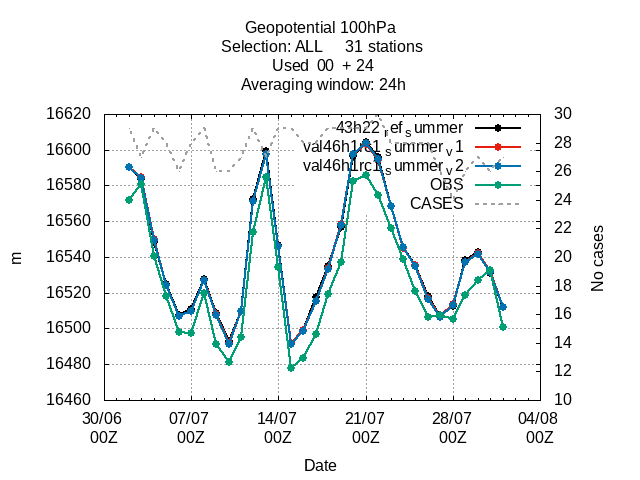 Geopotential 100hPa
Selection: ALL 31 stations
Used 00 + 24
Averaging window: 24h
16620
16600
16580
16560
16540
16520
16500
16480
16460
30
28
26
24
22
20
18
16
14
12
10
43h22_ref_summer
val46h1rc1_summer_v1
val46h1rc1_summer_v2
OBS
CASES
m
No cases
30/06 07/07 14/07 21/07 28/07 04/08
00Z 00Z 00Z 00Z 00Z 00Z
Date